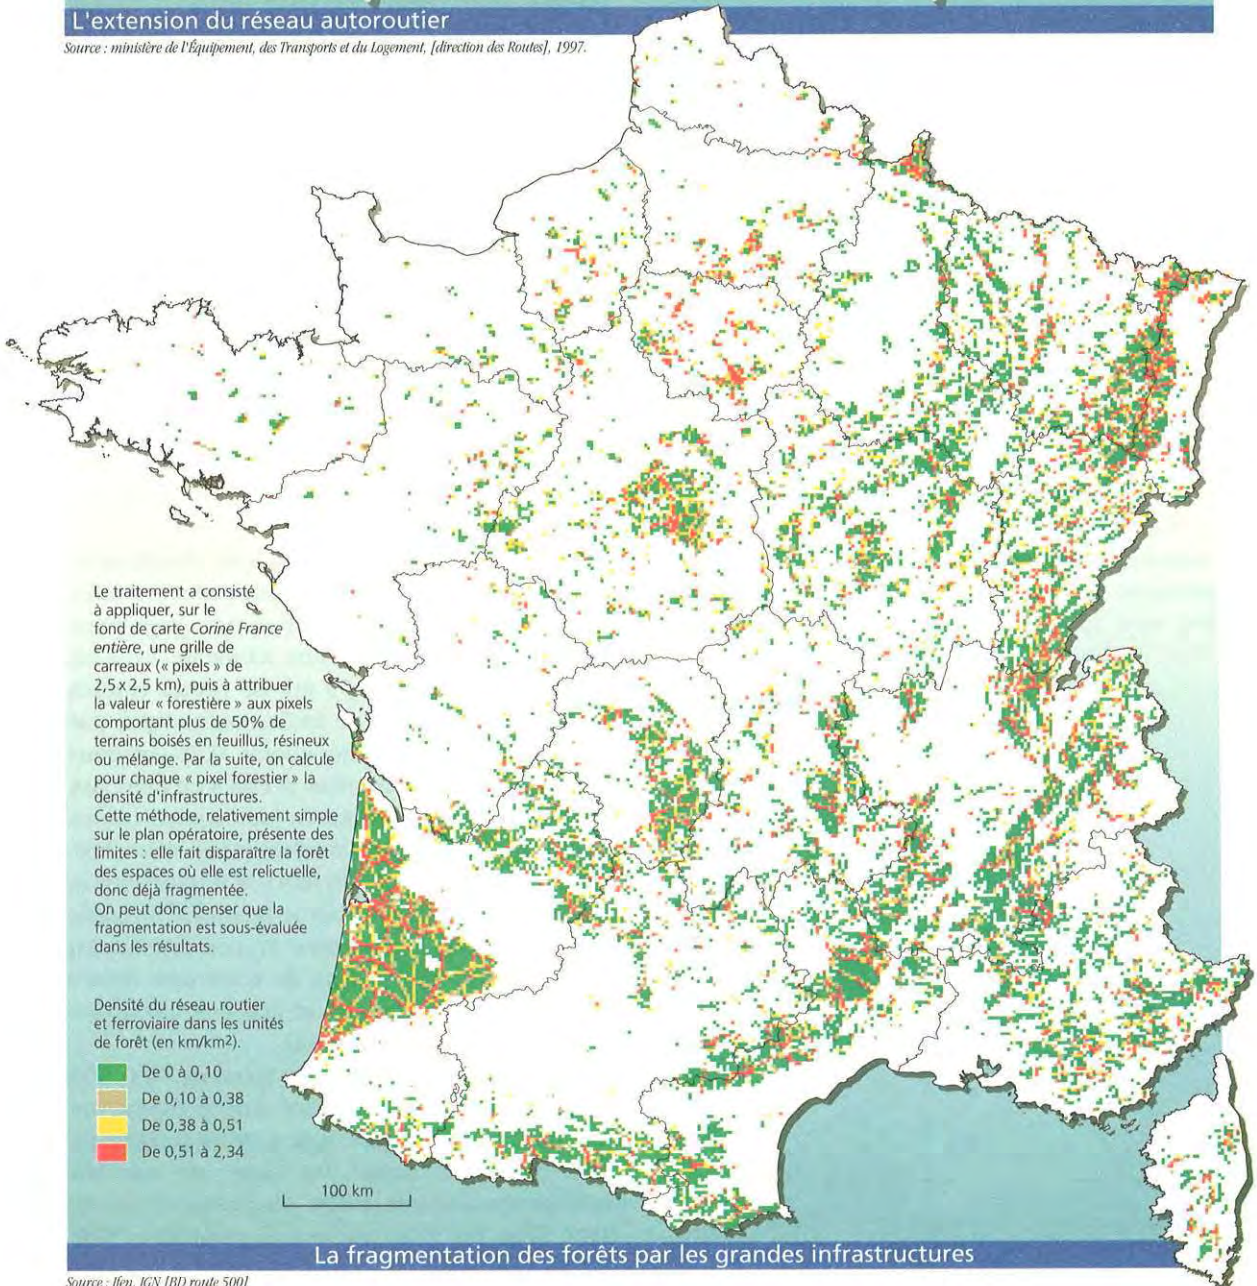 L'extension du réseau autoroutier
Source : ministère de l'Équipement, des Transports et du Logement, [direction des Routes], 1997.
Le traitement a consisté
à appliquer, sur le
fond de carte Corine France
entière, une grille de
carreaux (« pixels » de
2,5 x 2,5 km), puis à attribuer
la valeur « forestière » aux pixels
comportant plus de 50% de
terrains boisés en feuillus, résineux
ou mélange. Par la suite, on calcule
pour chaque « pixel forestier » la
densité d'infrastructures.
Cette méthode, relativement simple
sur le plan opératoire, présente des
limites : elle fait disparaître la forêt
des espaces où elle est relictuelle,
donc déjà fragmentée.
On peut donc penser que la
fragmentation est sous-évaluée
dans les résultats.
Densité du réseau routier
et ferroviaire dans les unités
de forêt (en km/km²).
De 0 à 0,10
De 0,10 à 0,38
De 0,38 à 0,51
De 0,51 à 2,34
100 km
La fragmentation des forêts par les grandes infrastructures
Source : Ifen, IGN [BD route 500]